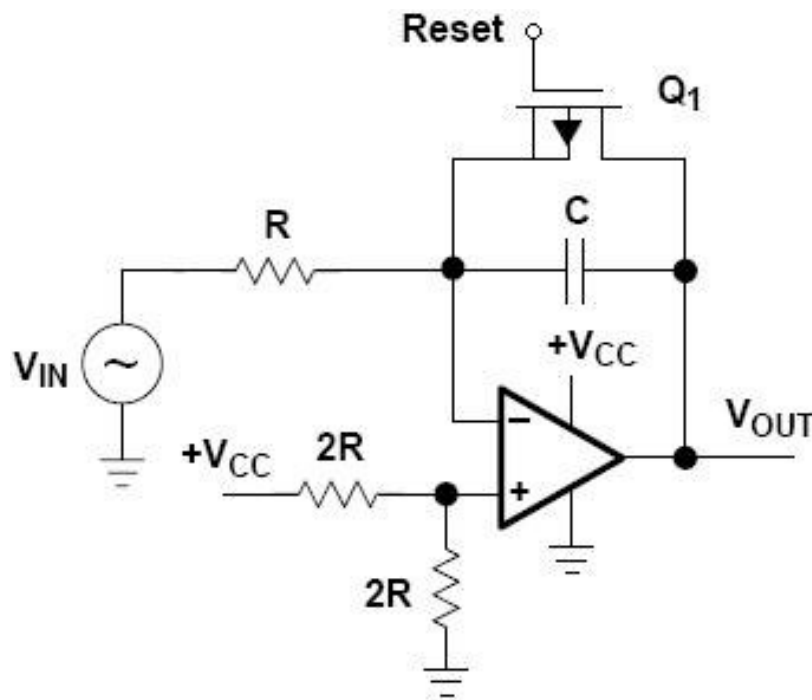 Reset
Q1
R
C
VIN
+VCC
VOUT
+VCC
2R
2R